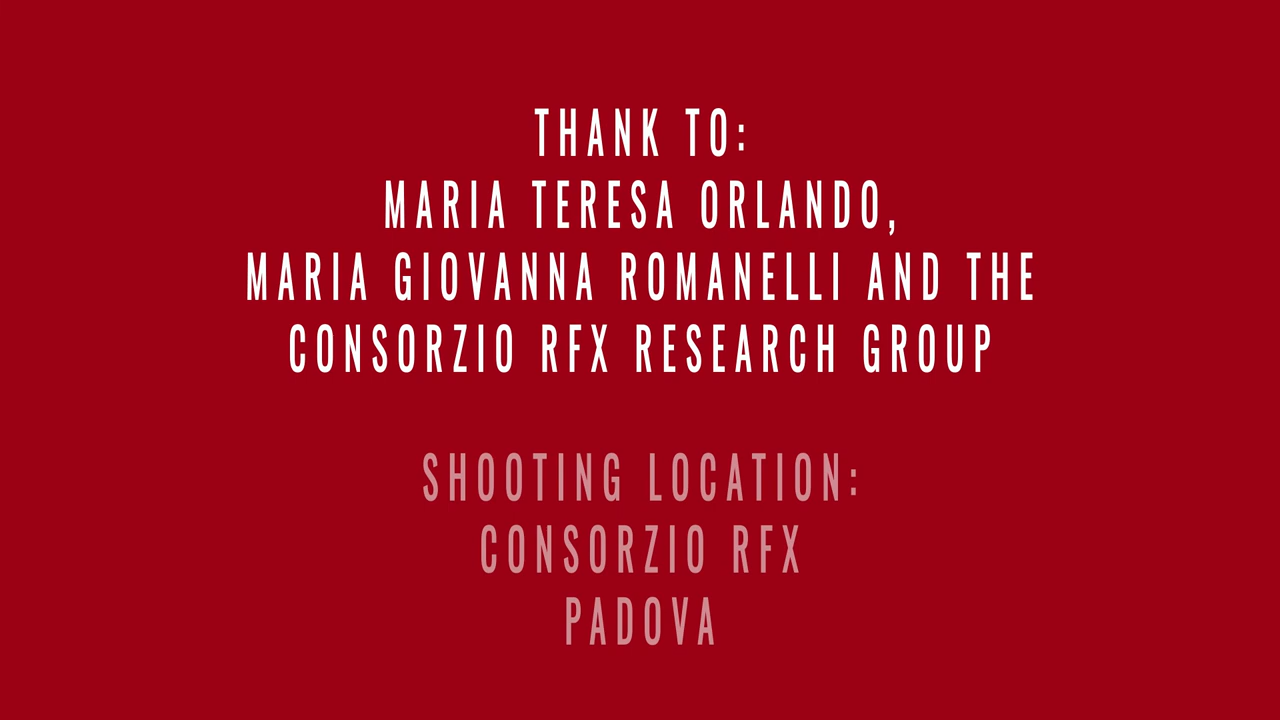 THANK TO:
MARIA TERESA ORLANDO,
MARIA GIOVANNA ROMANELLI AND THE
CONSORZIO RFX RESEARCH GROUP
SHOOTING LOCATION:
CONSORZIO RFX
PADOVA